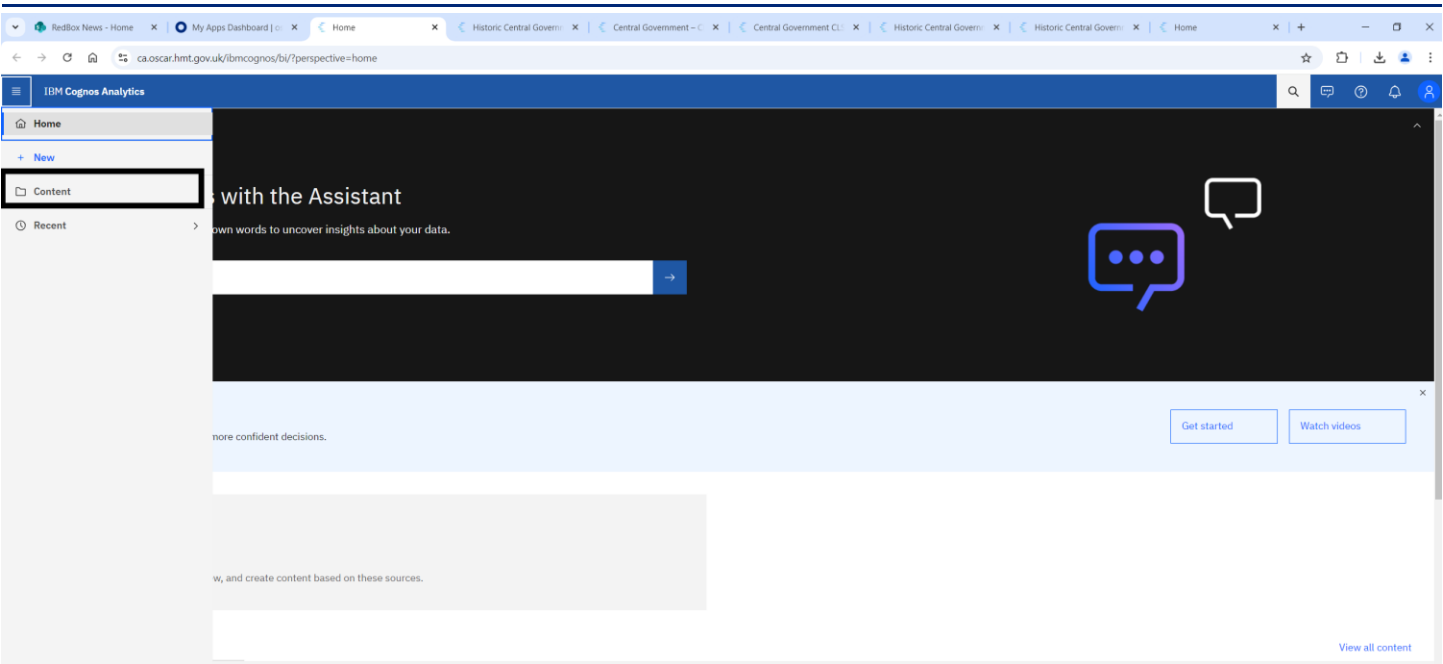 RedBox News - Home
My Apps Dashboard | o
Home
Historic Central Govern
Central Government – C
Central Government CL
Historic Central Govern
Historic Central Govern
Home
ca.oscar.hmt.gov.uk/ibmcognos/bi/?perspective=home
IBM Cognos Analytics
Home
+ New
Content
with the Assistant
Recent
own words to uncover insights about your data.
Get started
Watch videos
more confident decisions.
w, and create content based on these sources.
View all content